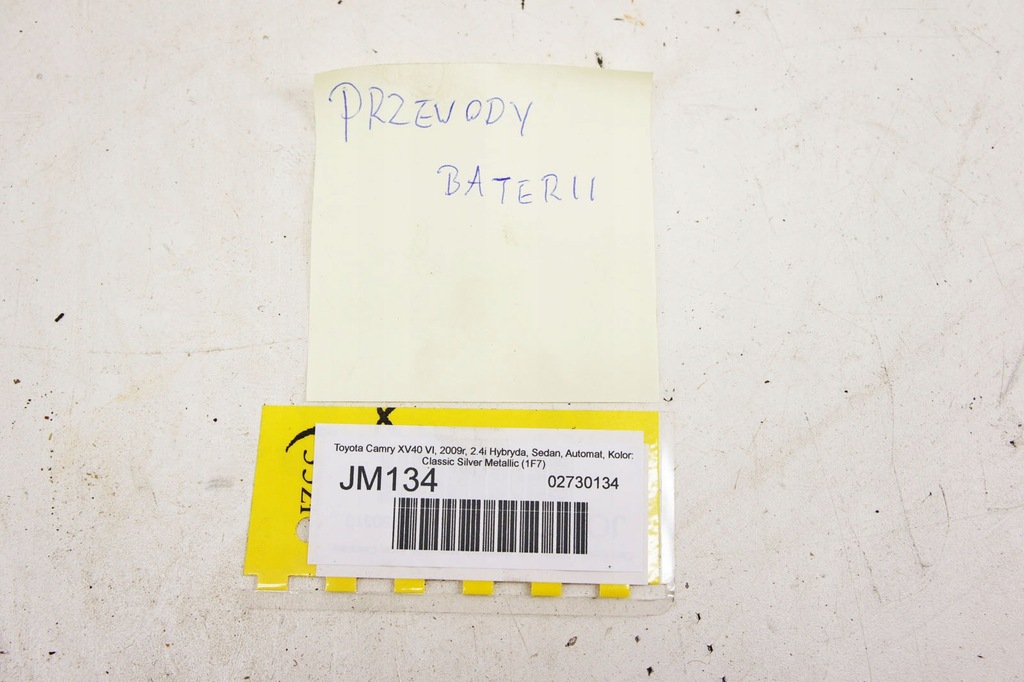 PRZEWODY
BATERII
Toyota Camry XV40 VI, 2009r, 2.4i Hybryda, Sedan, Automat, Kolor:
Classic Silver Metallic (1F7)
JM134 02730134